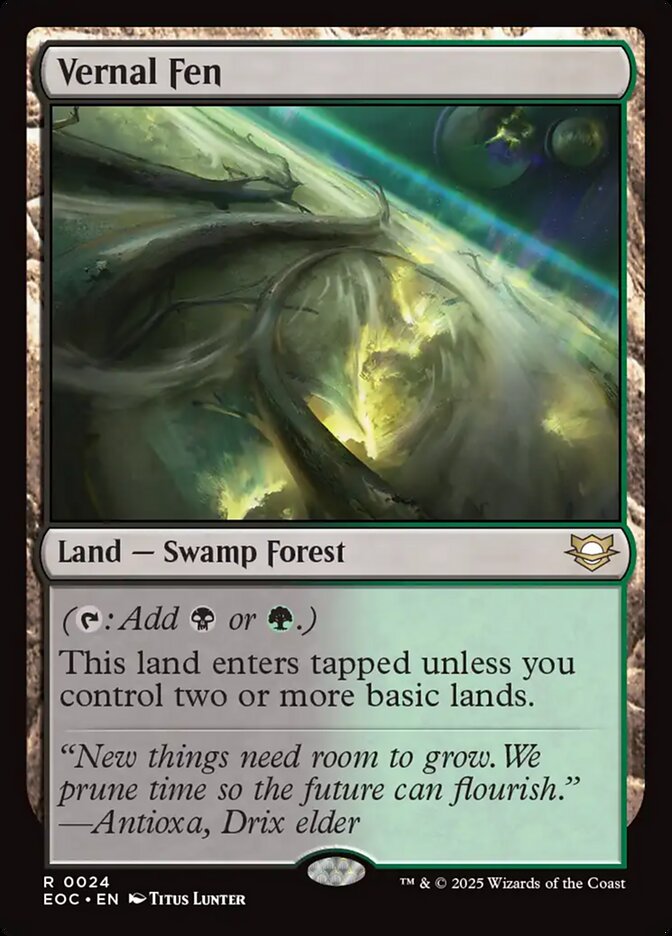 Vernal Fen
Land — Swamp Forest
(: Add or .)
This land enters tapped unless you
control two or more basic lands.
“New things need room to grow. We
prune time so the future can flourish.”
—Antioxa, Drix elder
R 0024
EOC • EN Titus Lunter
™ & © 2025 Wizards of the Coast